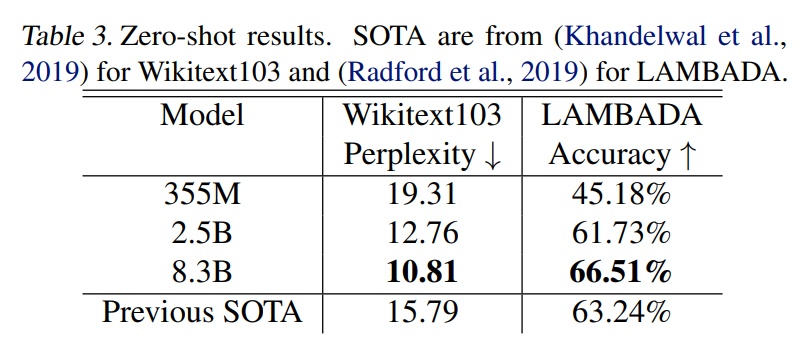 Table 3. Zero-shot results. SOTA are from (Khandelwal et al.,
2019) for Wikitext103 and (Radford et al., 2019) for LAMBADA.
Model Wikitext103 LAMBADA
Perplexity ↓ Accuracy ↑
355M 19.31 45.18%
2.5B 12.76 61.73%
8.3B 10.81 66.51%
Previous SOTA 15.79 63.24%